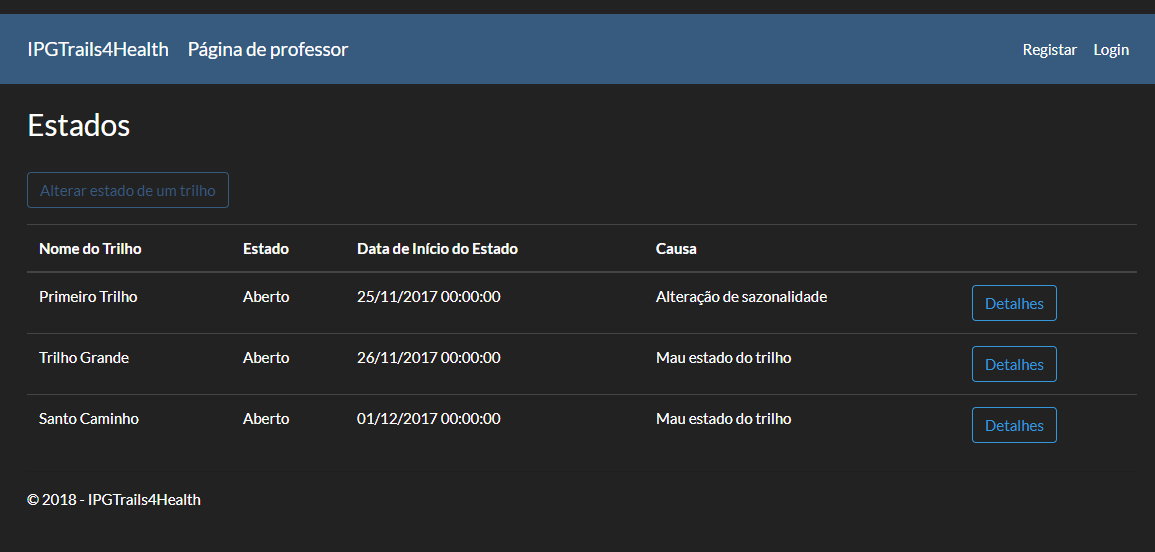 IPGTrails4Health Página de professor Registar Login
Estados
Alterar estado de um trilho
Nome do Trilho Estado Data de Início do Estado Causa
Primeiro Trilho Aberto 25/11/2017 00:00:00 Alteração de sazonalidade Detalhes
Trilho Grande Aberto 26/11/2017 00:00:00 Mau estado do trilho Detalhes
Santo Caminho Aberto 01/12/2017 00:00:00 Mau estado do trilho Detalhes
© 2018 - IPGTrails4Health